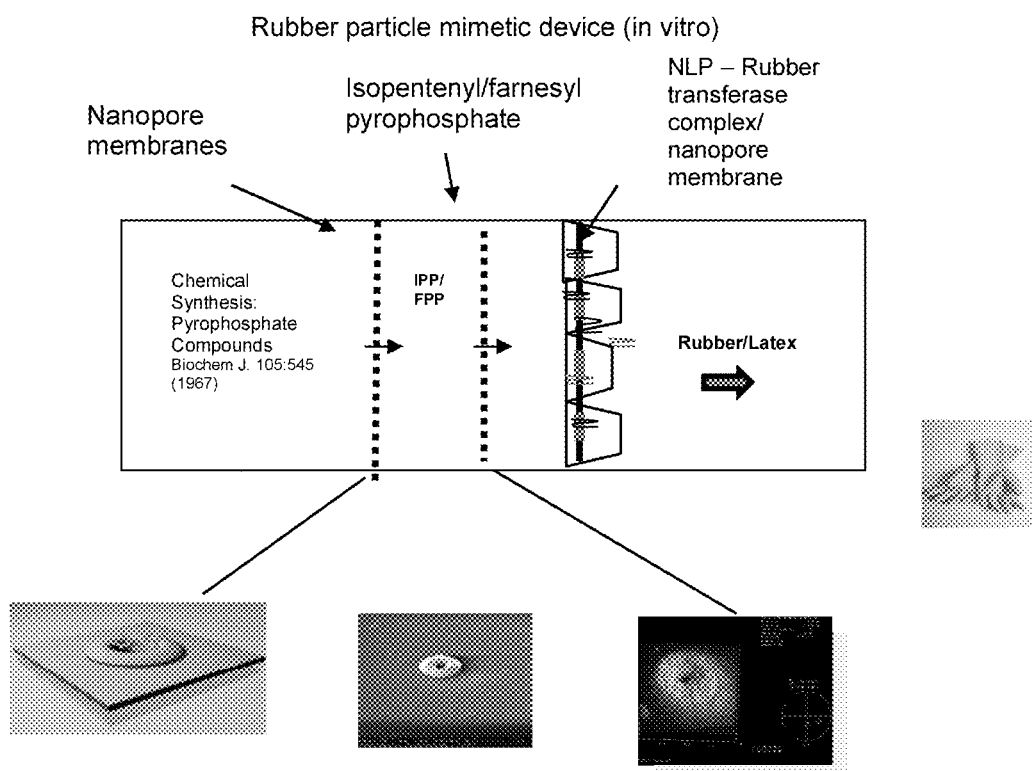 Rubber particle mimetic device (in vitro)
Nanopore
membranes
Isopentenyl/farnesyl
pyrophosphate
NLP – Rubber
transferase
complex/
nanopore
membrane
Chemical
Synthesis:
Pyrophosphate
Compounds
Biochem J. 105:545
(1967)
IPP/
FPP
Rubber/Latex